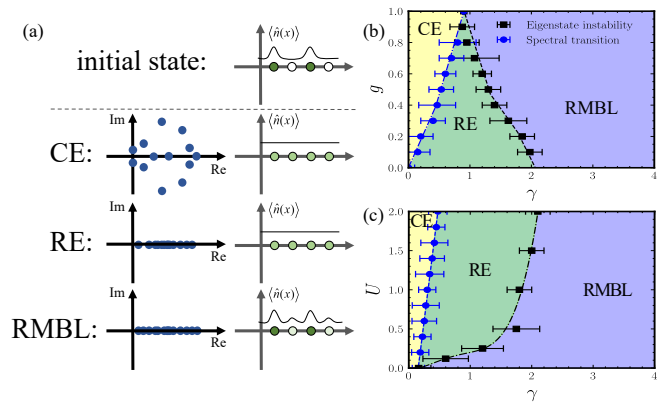 (a)
initial state:
⟨n̂(x)⟩
CE:
Im
Re
⟨n̂(x)⟩
RE:
Im
Re
⟨n̂(x)⟩
RMBL:
Im
Re
⟨n̂(x)⟩
(b)
CE
Eigenstate instability
Spectral transition
RE
RMBL
g
1.0
0.8
0.6
0.4
0.2
0.0
0 1 2 3 4
γ
(c)
CE
RE
RMBL
U
2.0
1.5
1.0
0.5
0.0
0 1 2 3 4
γ